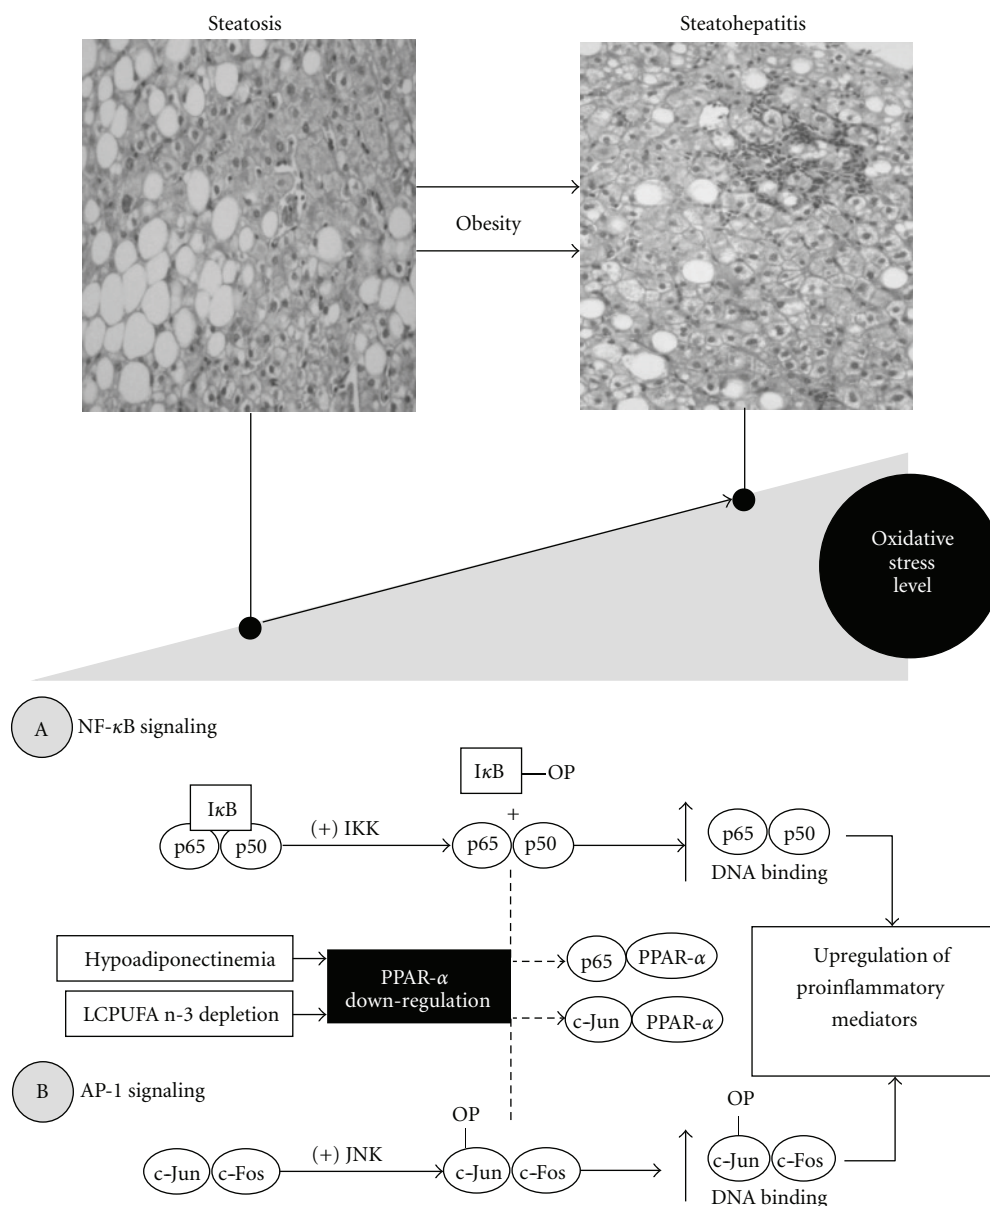 Steatosis
Steatohepatitis
Obesity
Oxidative
stress
level
A
NF-κB signaling
IκB
OP
IκB
+
(+) IKK
p65
p50
p65
p50
p65
p50
DNA binding
Hypoadiponectinemia
LCPUFA n-3 depletion
PPAR-α
down-regulation
p65
PPAR-α
c-Jun
PPAR-α
Upregulation of
proinflammatory
mediators
B
AP-1 signaling
OP
OP
c-Jun
c-Fos
(+) JNK
c-Jun
c-Fos
c-Jun
c-Fos
DNA binding